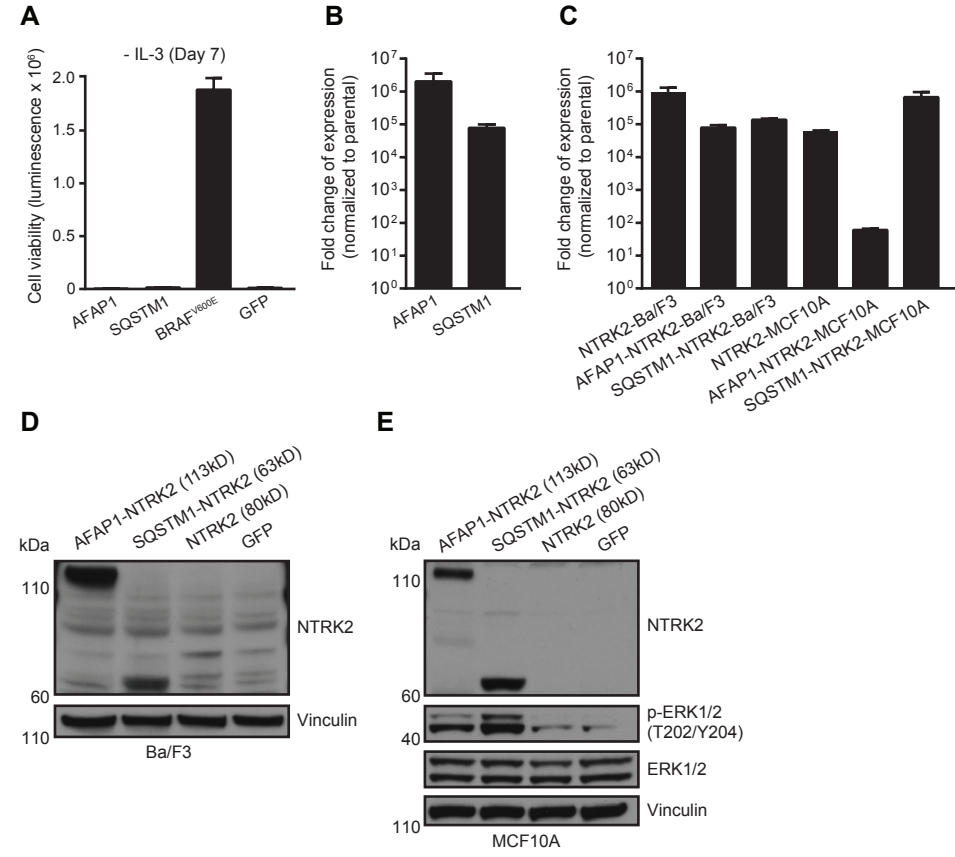 A
- IL-3 (Day 7)
Cell viability (luminescence x 10⁶)
2.0
1.5
1.0
0.5
0
AFAP1
SQSTM1
BRAFV600E
GFP
B
Fold change of expression
(normalized to parental)
10⁷
10⁶
10⁵
10⁴
10³
10²
10¹
10⁰
AFAP1
SQSTM1
C
Fold change of expression
(normalized to parental)
10⁷
10⁶
10⁵
10⁴
10³
10²
10¹
10⁰
NTRK2-Ba/F3
AFAP1-NTRK2-Ba/F3
SQSTM1-NTRK2-Ba/F3
NTRK2-MCF10A
AFAP1-NTRK2-MCF10A
SQSTM1-NTRK2-MCF10A
D
AFAP1-NTRK2 (113kD)
SQSTM1-NTRK2 (63kD)
NTRK2 (80kD)
GFP
kDa
110
NTRK2
60
Vinculin
110
Ba/F3
E
AFAP1-NTRK2 (113kD)
SQSTM1-NTRK2 (63kD)
NTRK2 (80kD)
GFP
kDa
110
NTRK2
60
p-ERK1/2
(T202/Y204)
40
ERK1/2
Vinculin
110
MCF10A